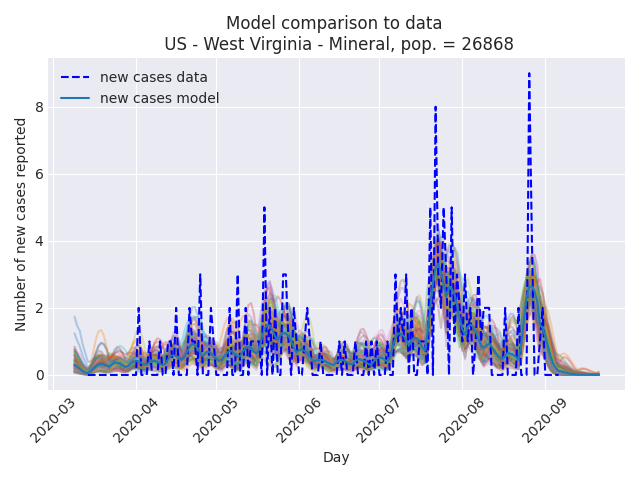 Model comparison to data
US - West Virginia - Mineral, pop. = 26868
new cases data
new cases model
Number of new cases reported
8
6
4
2
0
2020-03
2020-04
2020-05
2020-06
2020-07
2020-08
2020-09
Day